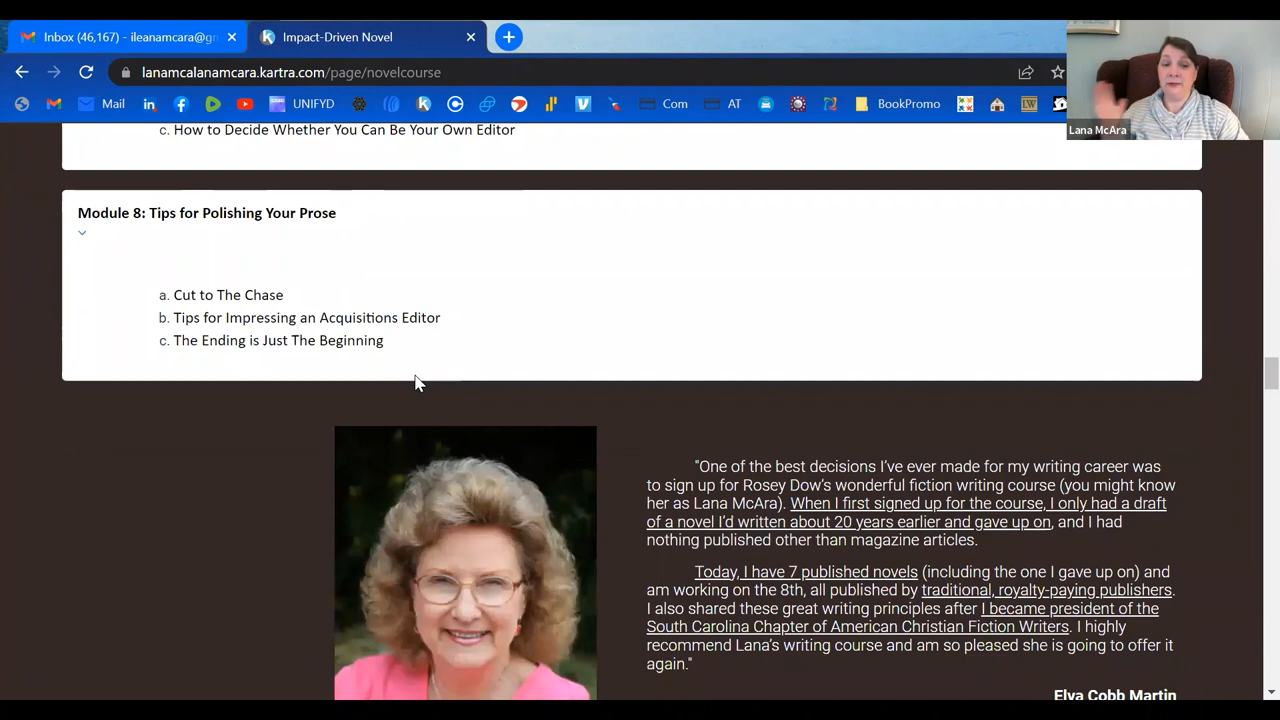 Inbox (46,167) - ileanamcara@gr
Impact-Driven Novel
lanamcalanamcara.kartra.com/page/novelcourse
Mail
UNIFYD
Com
AT
BookPromo
LW
Lana McAra
c. How to Decide Whether You Can Be Your Own Editor
Module 8: Tips for Polishing Your Prose
a. Cut to The Chase
b. Tips for Impressing an Acquisitions Editor
c. The Ending is Just The Beginning
"One of the best decisions I've ever made for my writing career was
to sign up for Rosey Dow's wonderful fiction writing course (you might know
her as Lana McAra). When I first signed up for the course, I only had a draft
of a novel I'd written about 20 years earlier and gave up on, and I had
nothing published other than magazine articles.
Today, I have 7 published novels (including the one I gave up on) and
am working on the 8th, all published by traditional, royalty-paying publishers.
I also shared these great writing principles after I became president of the
South Carolina Chapter of American Christian Fiction Writers. I highly
recommend Lana's writing course and am so pleased she is going to offer it
again."
Elva Cobb Martin